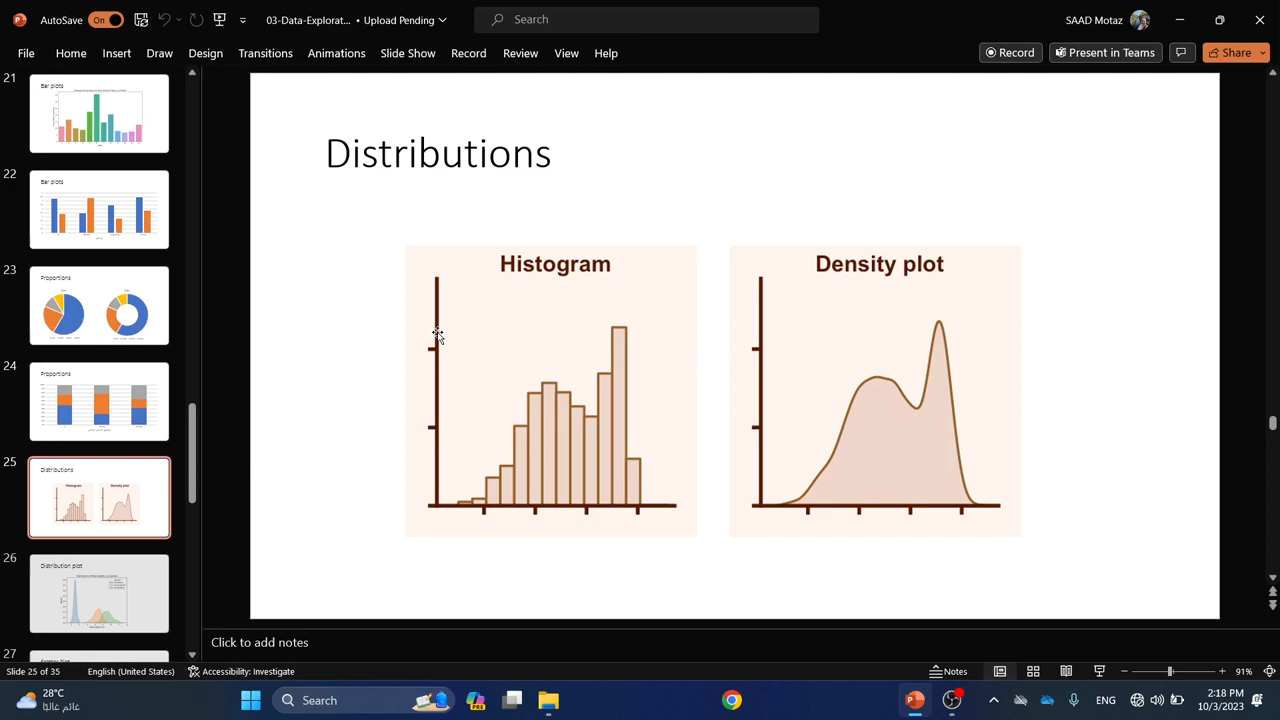 AutoSave On 03-Data-Explorat... • Upload Pending Search SAAD Motaz
File Home Insert Draw Design Transitions Animations Slide Show Record Review View Help Record Present in Teams Share
21
Bar plots
22
Bar plots
23
Proportions
24
Proportions
25
Distributions
Histogram Density plot
26
Distribution plot
27
Distributions
Histogram
Density plot
Click to add notes
Slide 25 of 35 English (United States) Accessibility: Investigate Notes 91%
28°C
غائم غالبًا
Search
PRE
ENG
2:18 PM
10/3/2023